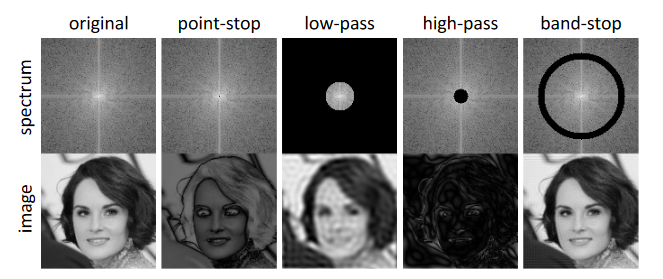 original point-stop low-pass high-pass band-stop
spectrum
image